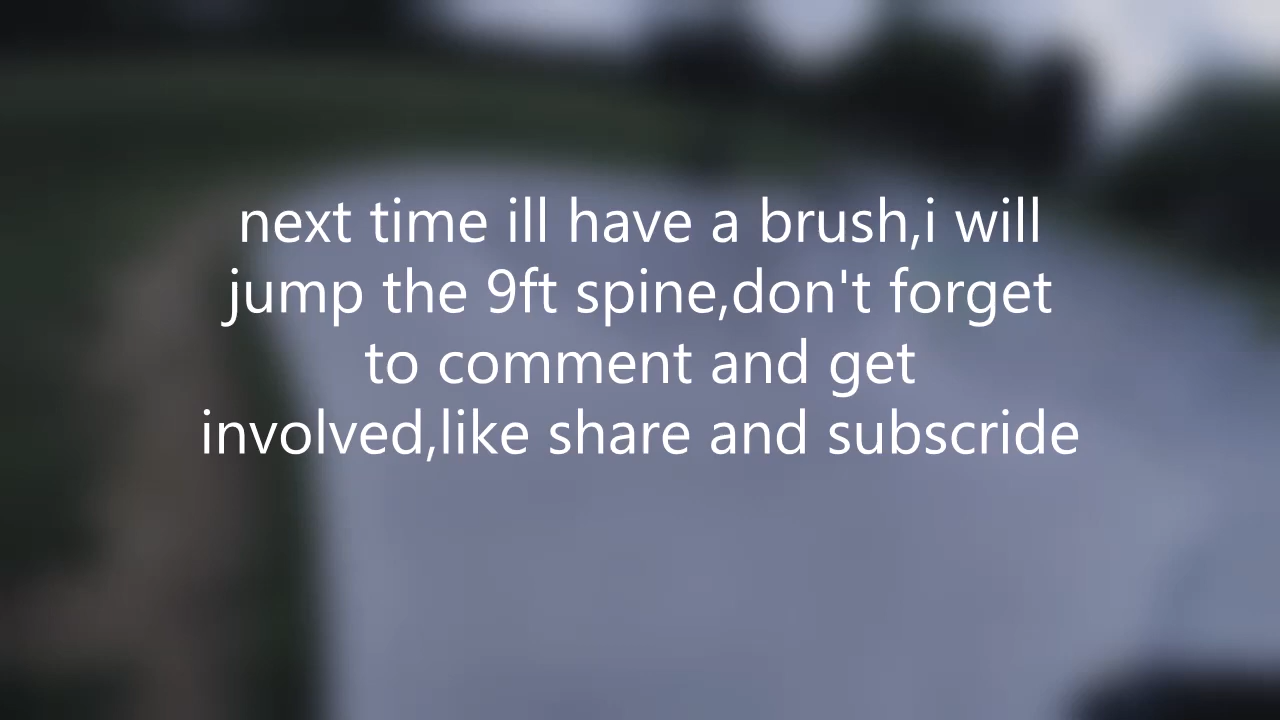 next time ill have a brush,i will
jump the 9ft spine,don't forget
to comment and get
involved,like share and subscride